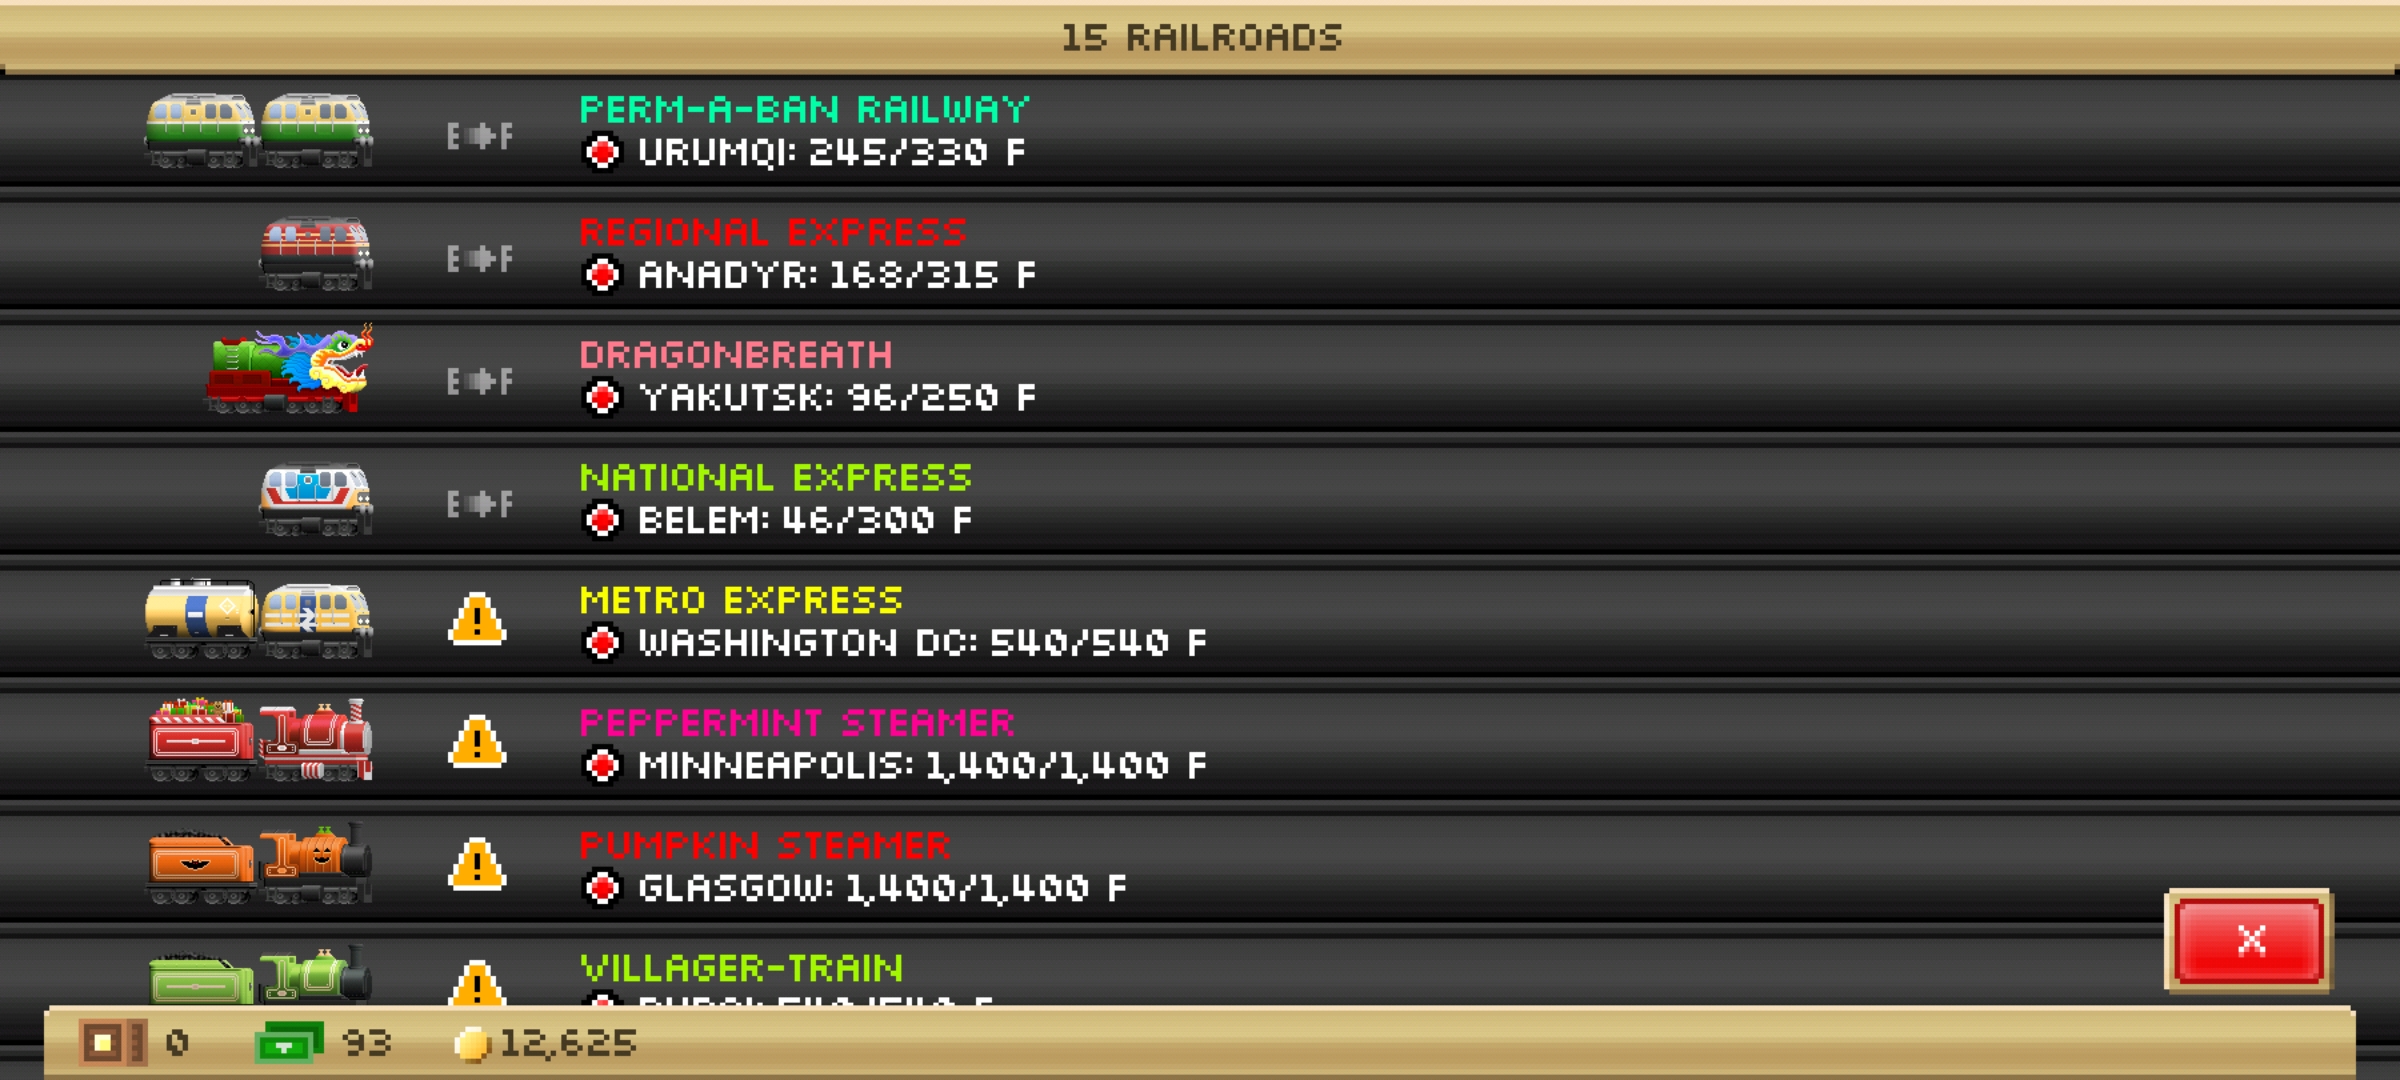 15 RAILROADS
PERM-A-BAN RAILWAY
E F
URUMQI: 245/330 F
REGIONAL EXPRESS
E F
ANADYR: 168/315 F
DRAGONBREATH
E F
YAKUTSK: 96/250 F
NATIONAL EXPRESS
E F
BELEM: 46/300 F
METRO EXPRESS
WASHINGTON DC: 540/540 F
PEPPERMINT STEAMER
MINNEAPOLIS: 1,400/1,400 F
PUMPKIN STEAMER
GLASGOW: 1,400/1,400 F
VILLAGER-TRAIN
X
0 93 12,625